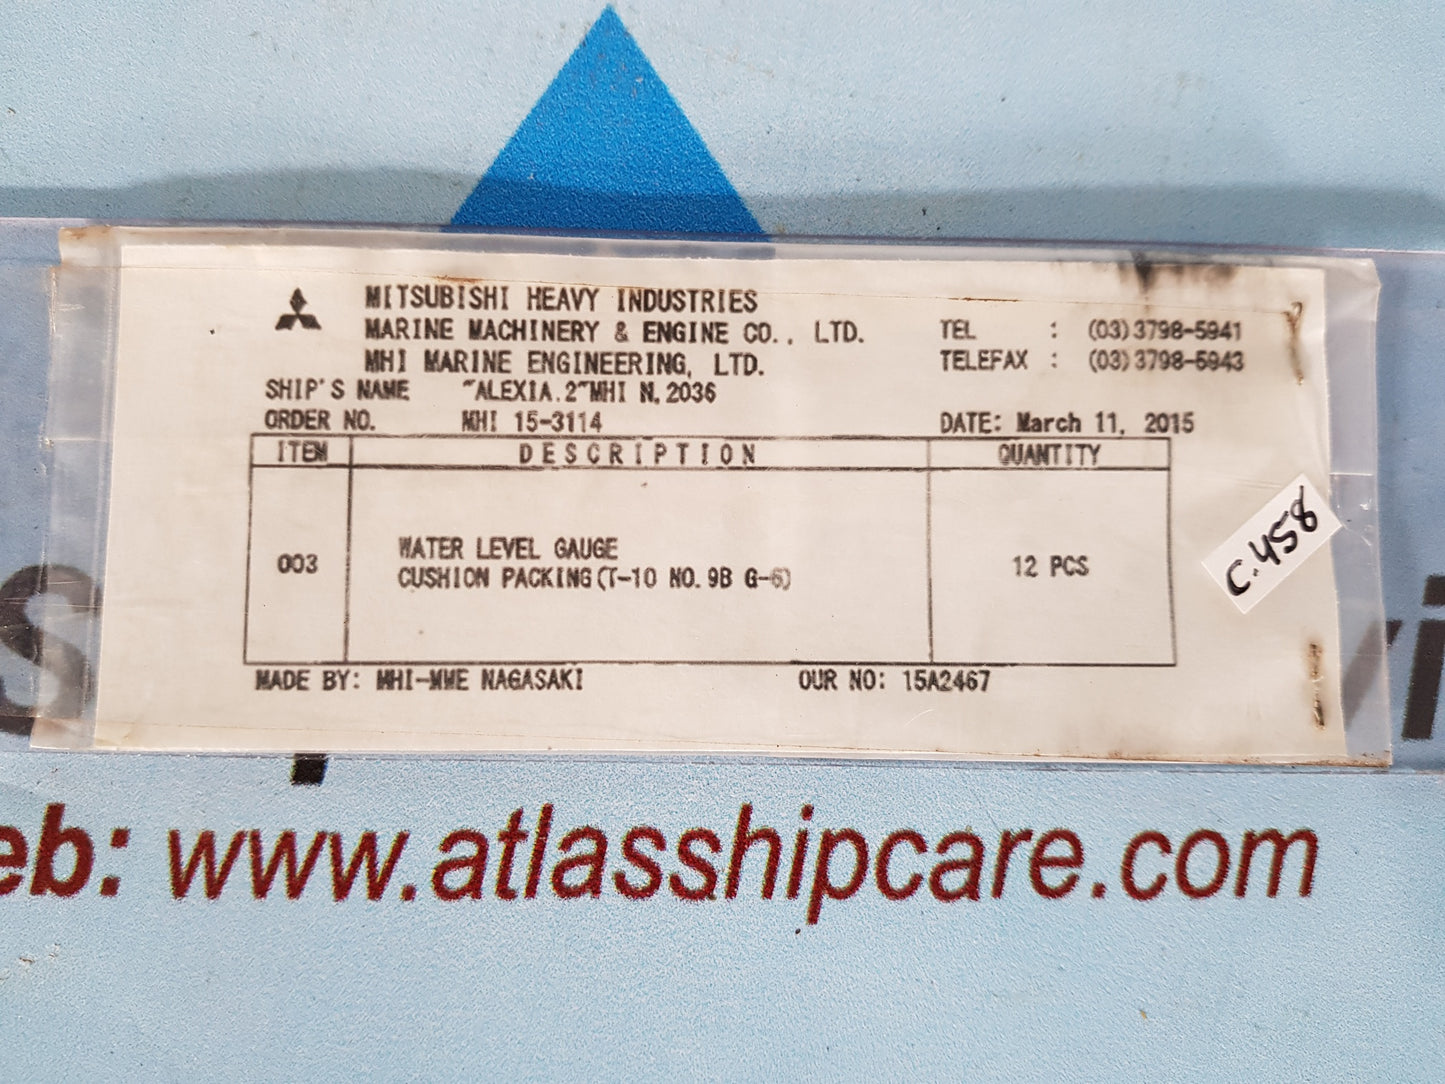 MITSUBISHI HEAVY INDUSTRIES
MARINE MACHINERY & ENGINE CO., LTD. TEL : (03)3798-5941
MHI MARINE ENGINEERING, LTD. TELEFAX : (03)3798-5943
SHIP'S NAME "ALEXIA.2"MHI N.2036
ORDER NO. MHI 15-3114 DATE: March 11, 2015
ITEM DESCRIPTION QUANTITY
WATER LEVEL GAUGE
003 CUSHION PACKING(T-10 NO.9B G-6) 12 PCS
C.458
MADE BY: MHI-MME NAGASAKI OUR NO: 15A2467
eb: www.atlasshipcare.com